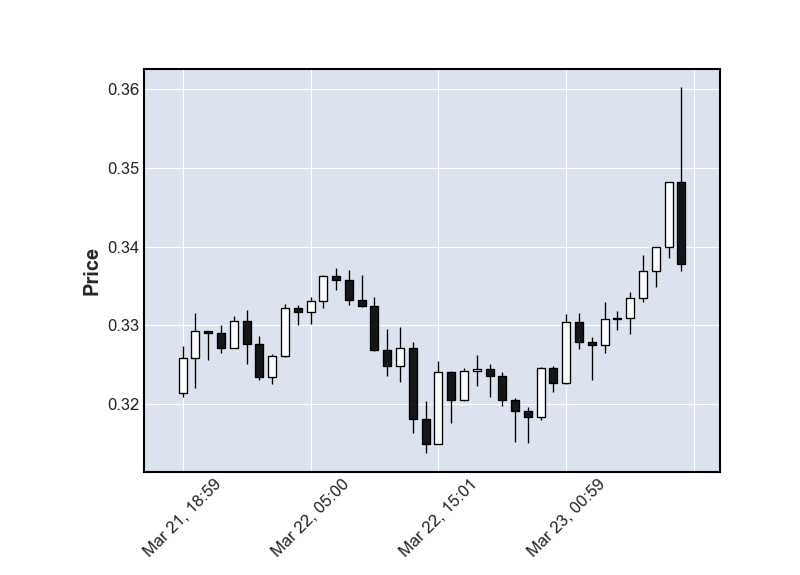 0.36
0.35
0.34
0.33
0.32
Price
Mar 21, 18:59
Mar 22, 05:00
Mar 22, 15:01
Mar 23, 00:59